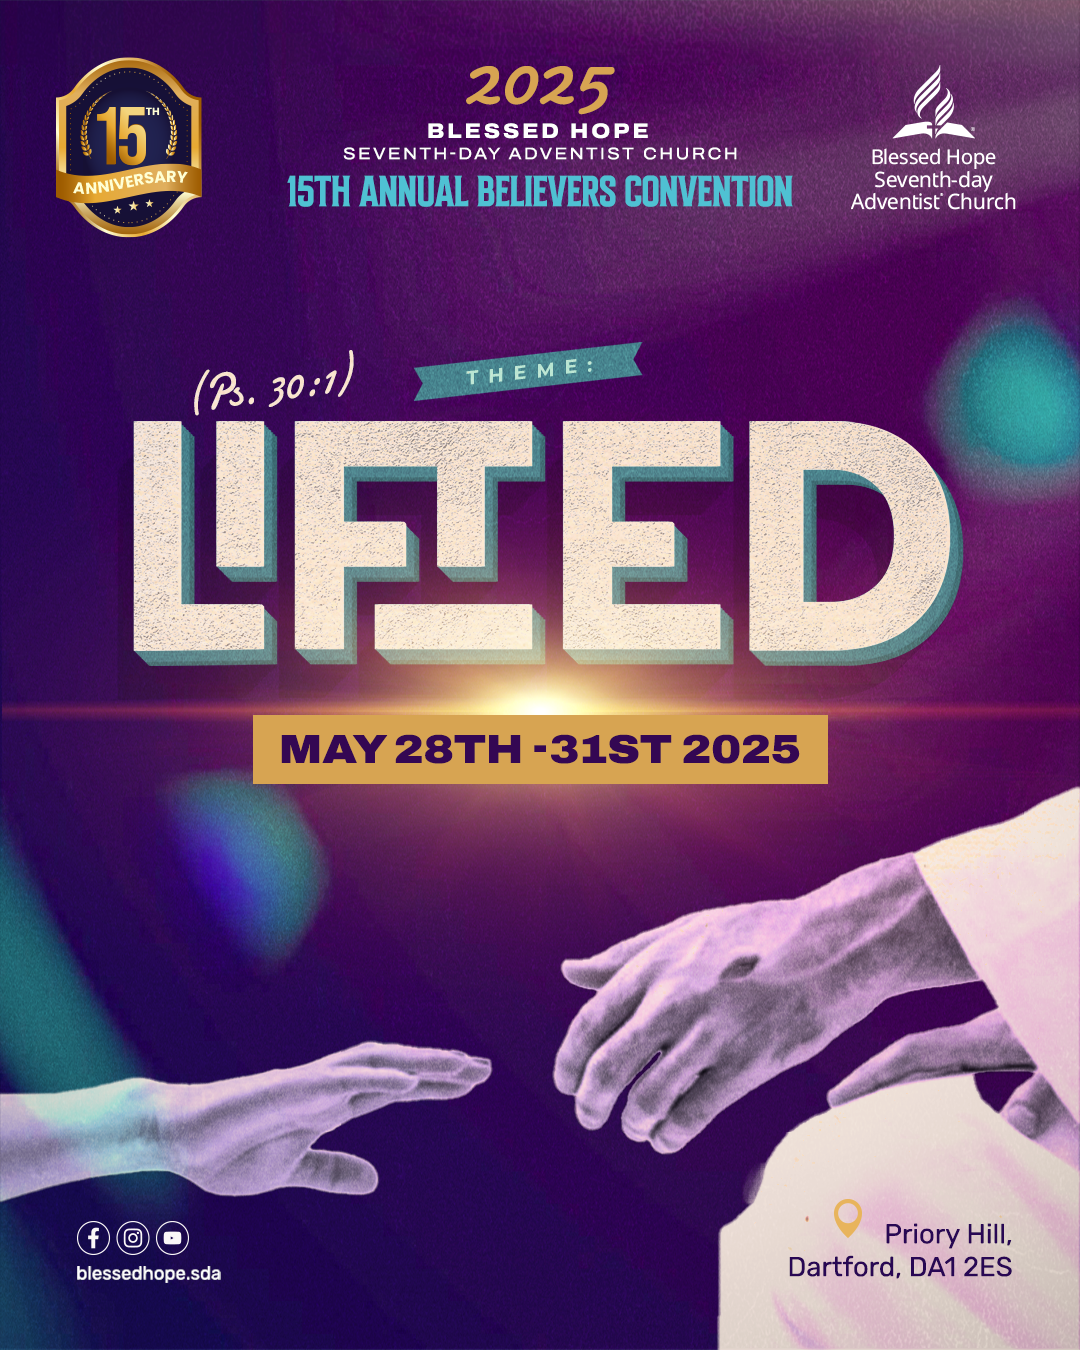 15TH
ANNIVERSARY
2025
BLESSED HOPE
SEVENTH-DAY ADVENTIST CHURCH
15TH ANNUAL BELIEVERS CONVENTION
Blessed Hope
Seventh-day
Adventist® Church
(Ps. 30:1)
THEME:
LIFTED
MAY 28TH -31ST 2025
blessedhope.sda
Priory Hill,
Dartford, DA1 2ES